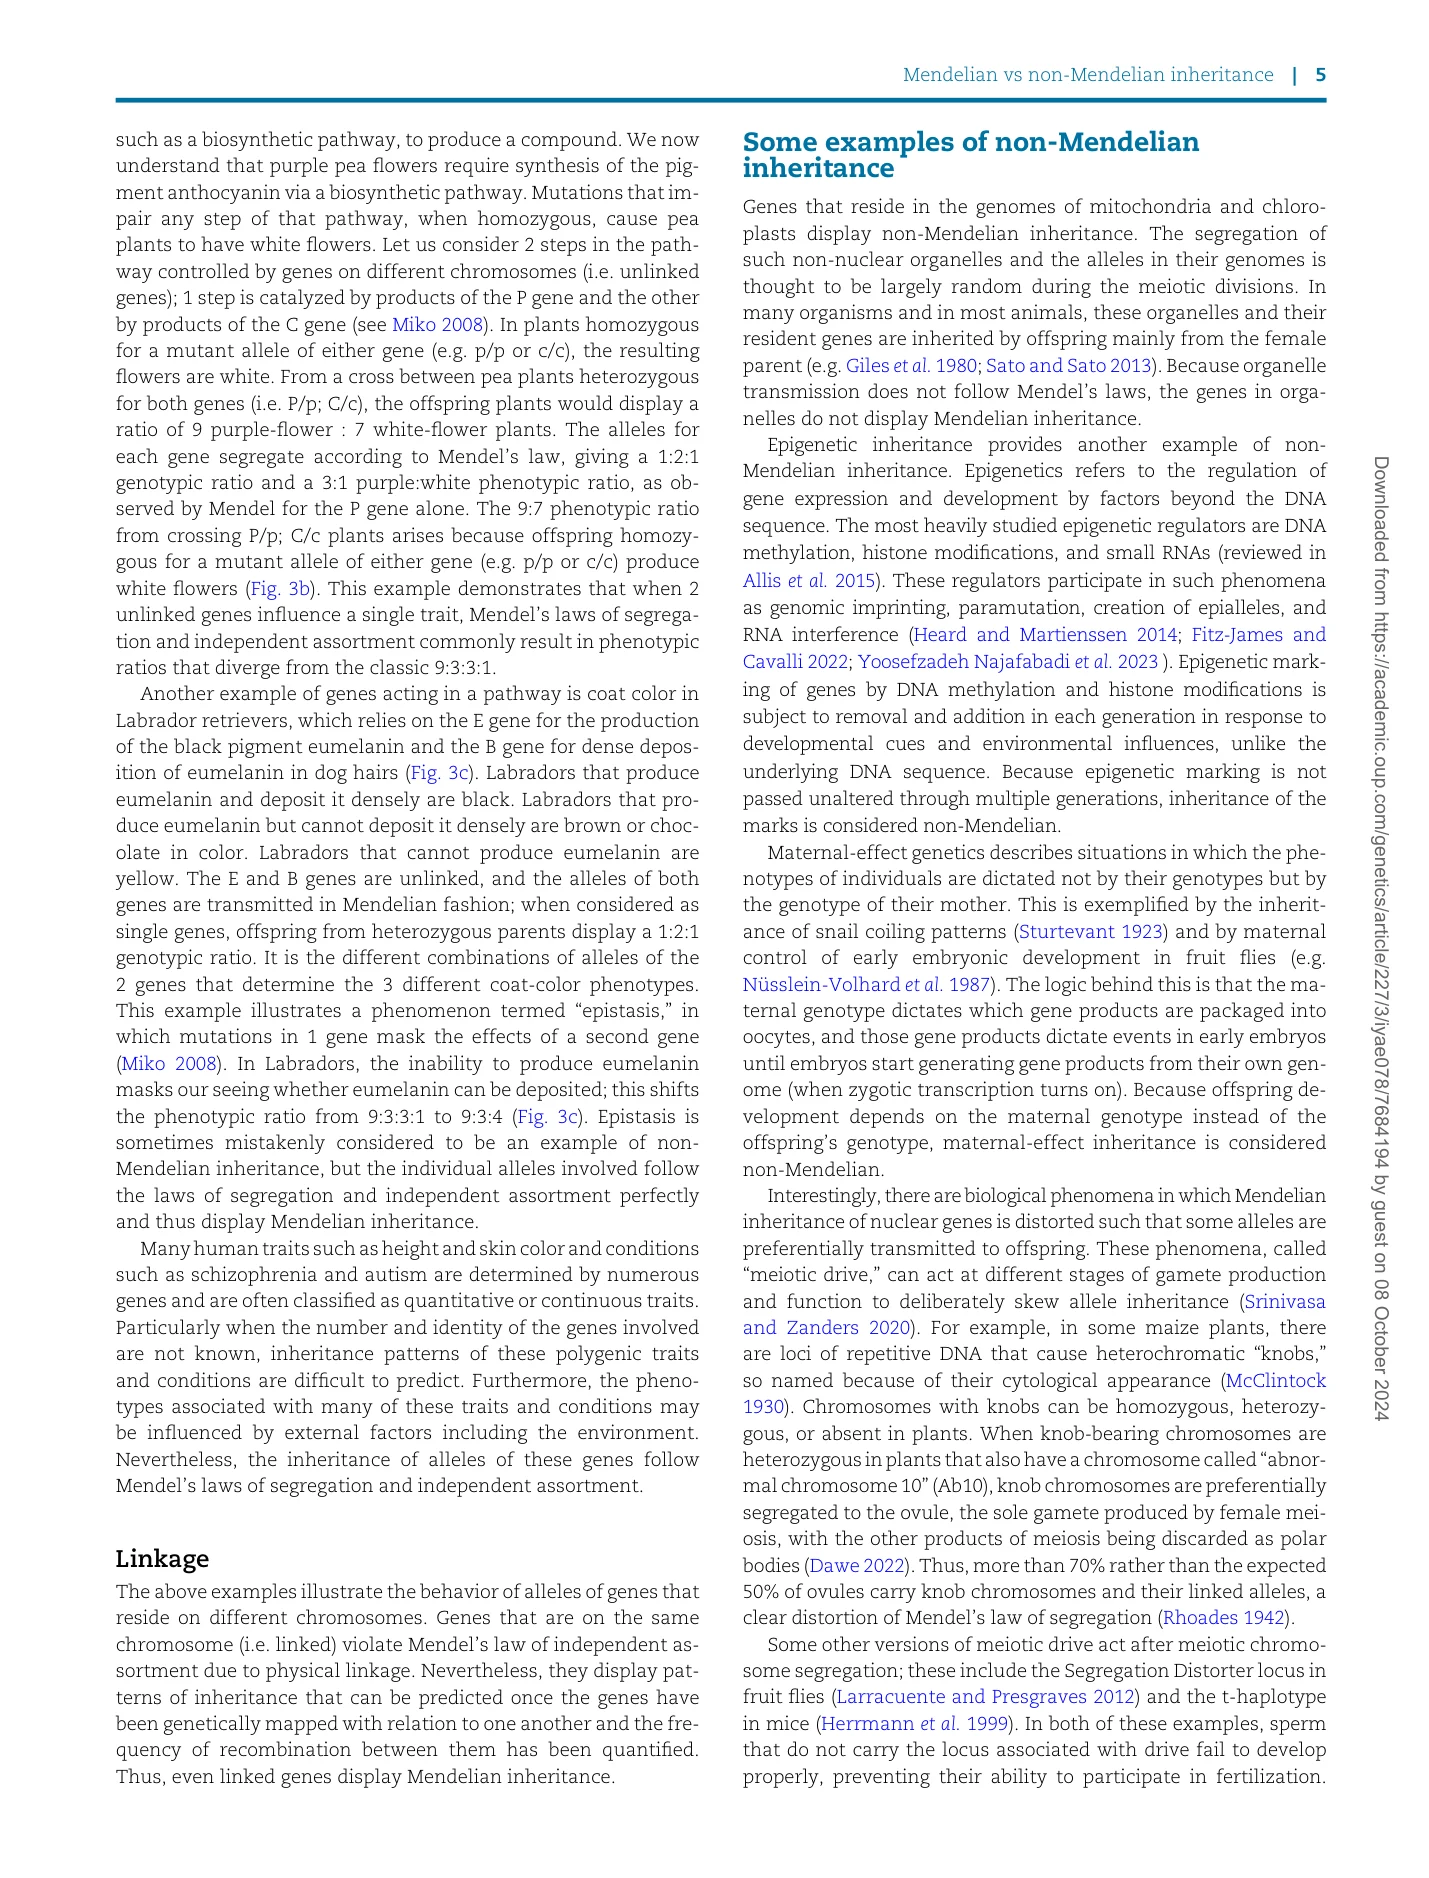 Mendelian vs non-Mendelian inheritance | 5
such as a biosynthetic pathway, to produce a compound. We now
understand that purple pea flowers require synthesis of the pig-
ment anthocyanin via a biosynthetic pathway. Mutations that im-
pair any step of that pathway, when homozygous, cause pea
plants to have white flowers. Let us consider 2 steps in the path-
way controlled by genes on different chromosomes (i.e. unlinked
genes); 1 step is catalyzed by products of the P gene and the other
by products of the C gene (see Miko 2008). In plants homozygous
for a mutant allele of either gene (e.g. p/p or c/c), the resulting
flowers are white. From a cross between pea plants heterozygous
for both genes (i.e. P/p; C/c), the offspring plants would display a
ratio of 9 purple-flower : 7 white-flower plants. The alleles for
each gene segregate according to Mendel's law, giving a 1:2:1
genotypic ratio and a 3:1 purple:white phenotypic ratio, as ob-
served by Mendel for the P gene alone. The 9:7 phenotypic ratio
from crossing P/p; C/c plants arises because offspring homozy-
gous for a mutant allele of either gene (e.g. p/p or c/c) produce
white flowers (Fig. 3b). This example demonstrates that when 2
unlinked genes influence a single trait, Mendel's laws of segrega-
tion and independent assortment commonly result in phenotypic
ratios that diverge from the classic 9:3:3:1.
Another example of genes acting in a pathway is coat color in
Labrador retrievers, which relies on the E gene for the production
of the black pigment eumelanin and the B gene for dense depos-
ition of eumelanin in dog hairs (Fig. 3c). Labradors that produce
eumelanin and deposit it densely are black. Labradors that pro-
duce eumelanin but cannot deposit it densely are brown or choc-
olate in color. Labradors that cannot produce eumelanin are
yellow. The E and B genes are unlinked, and the alleles of both
genes are transmitted in Mendelian fashion; when considered as
single genes, offspring from heterozygous parents display a 1:2:1
genotypic ratio. It is the different combinations of alleles of the
2 genes that determine the 3 different coat-color phenotypes.
This example illustrates a phenomenon termed “epistasis,” in
which mutations in 1 gene mask the effects of a second gene
(Miko 2008). In Labradors, the inability to produce eumelanin
masks our seeing whether eumelanin can be deposited; this shifts
the phenotypic ratio from 9:3:3:1 to 9:3:4 (Fig. 3c). Epistasis is
sometimes mistakenly considered to be an example of non-
Mendelian inheritance, but the individual alleles involved follow
the laws of segregation and independent assortment perfectly
and thus display Mendelian inheritance.
Many human traits such as height and skin color and conditions
such as schizophrenia and autism are determined by numerous
genes and are often classified as quantitative or continuous traits.
Particularly when the number and identity of the genes involved
are not known, inheritance patterns of these polygenic traits
and conditions are difficult to predict. Furthermore, the pheno-
types associated with many of these traits and conditions may
be influenced by external factors including the environment.
Nevertheless, the inheritance of alleles of these genes follow
Mendel's laws of segregation and independent assortment.
Linkage
The above examples illustrate the behavior of alleles of genes that
reside on different chromosomes. Genes that are on the same
chromosome (i.e. linked) violate Mendel's law of independent as-
sortment due to physical linkage. Nevertheless, they display pat-
terns of inheritance that can be predicted once the genes have
been genetically mapped with relation to one another and the fre-
quency of recombination between them has been quantified.
Thus, even linked genes display Mendelian inheritance.
Some examples of non-Mendelian
inheritance
Genes that reside in the genomes of mitochondria and chloro-
plasts display non-Mendelian inheritance. The segregation of
such non-nuclear organelles and the alleles in their genomes is
thought to be largely random during the meiotic divisions. In
many organisms and in most animals, these organelles and their
resident genes are inherited by offspring mainly from the female
parent (e.g. Giles et al. 1980; Sato and Sato 2013). Because organelle
transmission does not follow Mendel's laws, the genes in orga-
nelles do not display Mendelian inheritance.
Epigenetic inheritance provides another example of non-
Mendelian inheritance. Epigenetics refers to the regulation of
gene expression and development by factors beyond the DNA
sequence. The most heavily studied epigenetic regulators are DNA
methylation, histone modifications, and small RNAs (reviewed in
Allis et al. 2015). These regulators participate in such phenomena
as genomic imprinting, paramutation, creation of epialleles, and
RNA interference (Heard and Martienssen 2014; Fitz-James and
Cavalli 2022; Yoosefzadeh Najafabadi et al. 2023 ). Epigenetic mark-
ing of genes by DNA methylation and histone modifications is
subject to removal and addition in each generation in response to
developmental cues and environmental influences, unlike the
underlying DNA sequence. Because epigenetic marking is not
passed unaltered through multiple generations, inheritance of the
marks is considered non-Mendelian.
Maternal-effect genetics describes situations in which the phe-
notypes of individuals are dictated not by their genotypes but by
the genotype of their mother. This is exemplified by the inherit-
ance of snail coiling patterns (Sturtevant 1923) and by maternal
control of early embryonic development in fruit flies (e.g.
Nüsslein-Volhard et al. 1987). The logic behind this is that the ma-
ternal genotype dictates which gene products are packaged into
oocytes, and those gene products dictate events in early embryos
until embryos start generating gene products from their own gen-
ome (when zygotic transcription turns on). Because offspring de-
velopment depends on the maternal genotype instead of the
offspring's genotype, maternal-effect inheritance is considered
non-Mendelian.
Interestingly, there are biological phenomena in which Mendelian
inheritance of nuclear genes is distorted such that some alleles are
preferentially transmitted to offspring. These phenomena, called
“meiotic drive,” can act at different stages of gamete production
and function to deliberately skew allele inheritance (Srinivasa
and Zanders 2020). For example, in some maize plants, there
are loci of repetitive DNA that cause heterochromatic “knobs,”
so named because of their cytological appearance (McClintock
1930). Chromosomes with knobs can be homozygous, heterozy-
gous, or absent in plants. When knob-bearing chromosomes are
heterozygous in plants that also have a chromosome called “abnor-
mal chromosome 10” (Ab10), knob chromosomes are preferentially
segregated to the ovule, the sole gamete produced by female mei-
osis, with the other products of meiosis being discarded as polar
bodies (Dawe 2022). Thus, more than 70% rather than the expected
50% of ovules carry knob chromosomes and their linked alleles, a
clear distortion of Mendel's law of segregation (Rhoades 1942).
Some other versions of meiotic drive act after meiotic chromo-
some segregation; these include the Segregation Distorter locus in
fruit flies (Larracuente and Presgraves 2012) and the t-haplotype
in mice (Herrmann et al. 1999). In both of these examples, sperm
that do not carry the locus associated with drive fail to develop
properly, preventing their ability to participate in fertilization.
Downloaded from https://academic.oup.com/genetics/article/227/3/iyae078/7684194 by guest on 08 October 2024